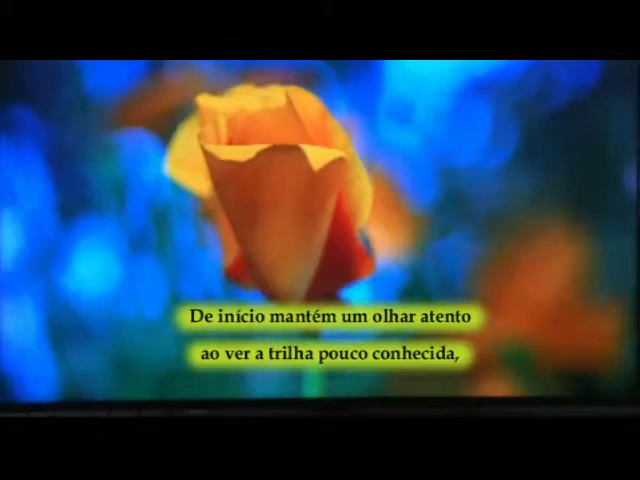 De início mantém um olhar atento
ao ver a trilha pouco conhecida,